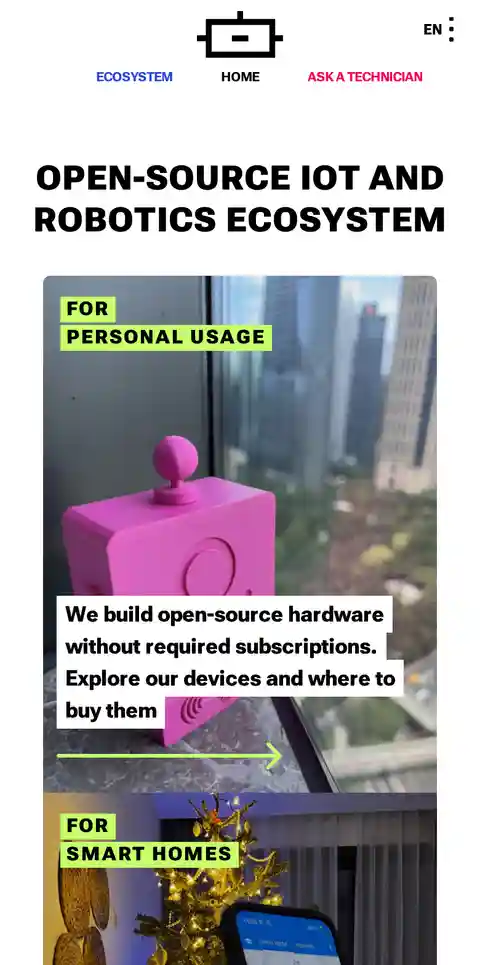 EN
ECOSYSTEM HOME ASK A TECHNICIAN
OPEN-SOURCE IOT AND
ROBOTICS ECOSYSTEM
FOR
PERSONAL USAGE
We build open-source hardware
without required subscriptions.
Explore our devices and where to
buy them
FOR
SMART HOMES